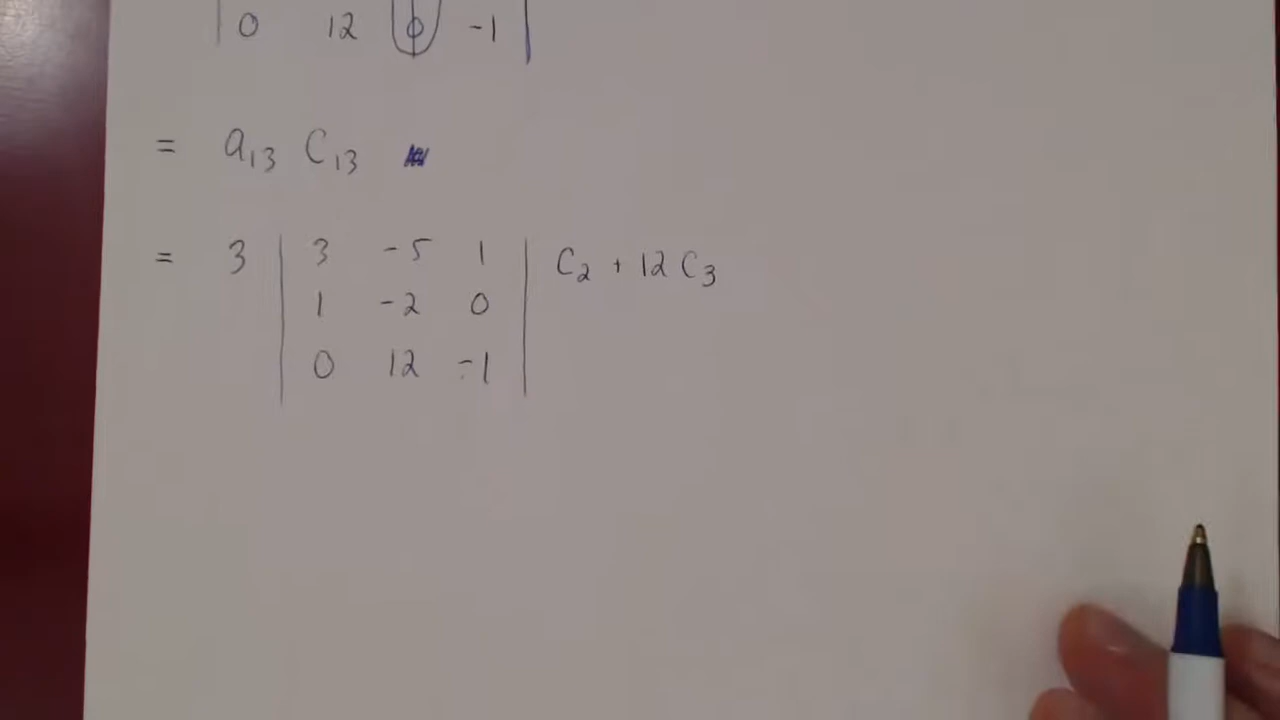 0 12 0 -1
= a₁₃ C₁₃
= 3 | 3 -5 1 | C₂ + 12 C₃
1 -2 0
0 12 -1